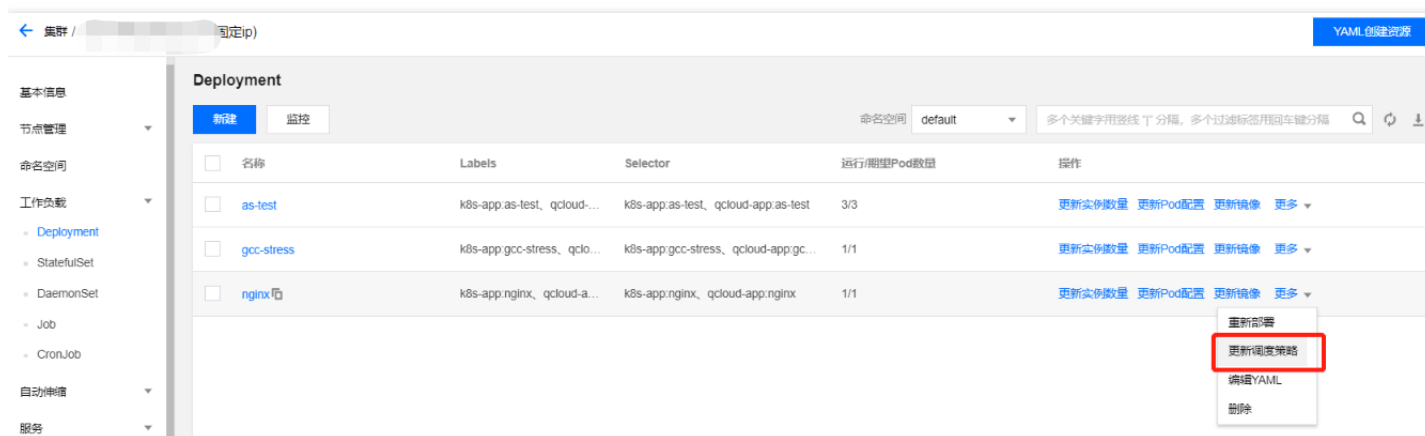 集群 / 固定ip)
YAML创建资源
基本信息
节点管理
命名空间
工作负载
Deployment
StatefulSet
DaemonSet
Job
CronJob
自动伸缩
服务
Deployment
新建 监控 命名空间 default 多个关键字用竖线 "|" 分隔，多个过滤标签用回车键分隔
名称 Labels Selector 运行/期望Pod数量 操作
as-test k8s-app:as-test、qcloud-... k8s-app:as-test、qcloud-app:as-test 3/3 更新实例数量 更新Pod配置 更新镜像 更多
gcc-stress k8s-app:gcc-stress、qclo... k8s-app:gcc-stress、qcloud-app:gc... 1/1 更新实例数量 更新Pod配置 更新镜像 更多
nginx k8s-app:nginx、qcloud-a... k8s-app:nginx、qcloud-app:nginx 1/1 更新实例数量 更新Pod配置 更新镜像 更多
重新部署
更新调度策略
编辑YAML
删除